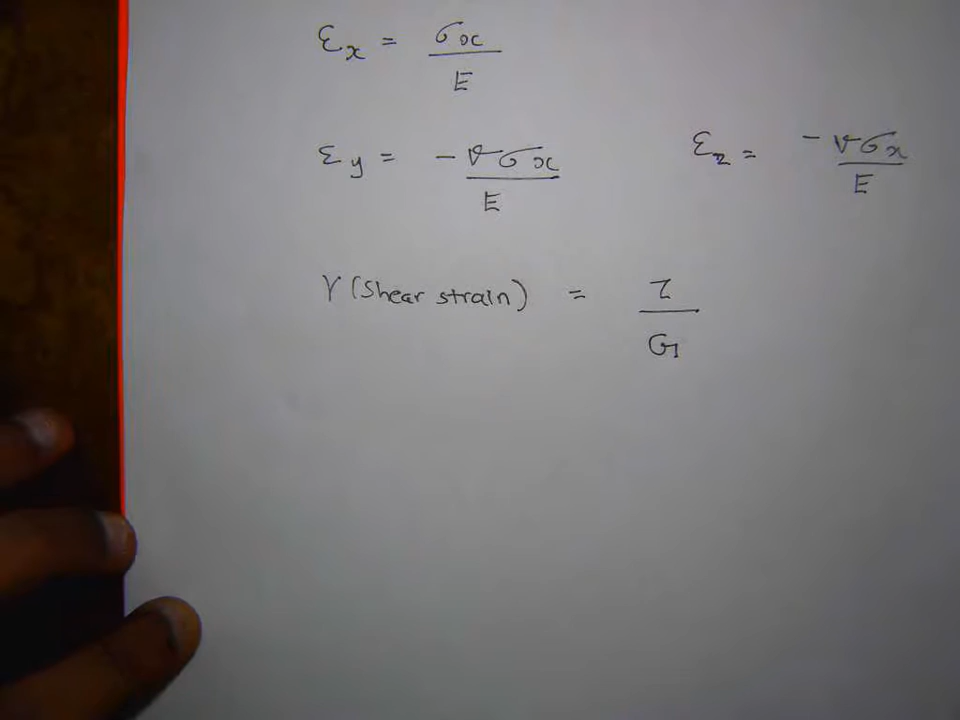 εx = σx / E
εy = -νσx / E    εz = -νσx / E
γ (shear strain) = τ / G